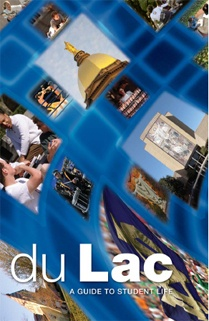 du Lac
A GUIDE TO STUDENT LIFE